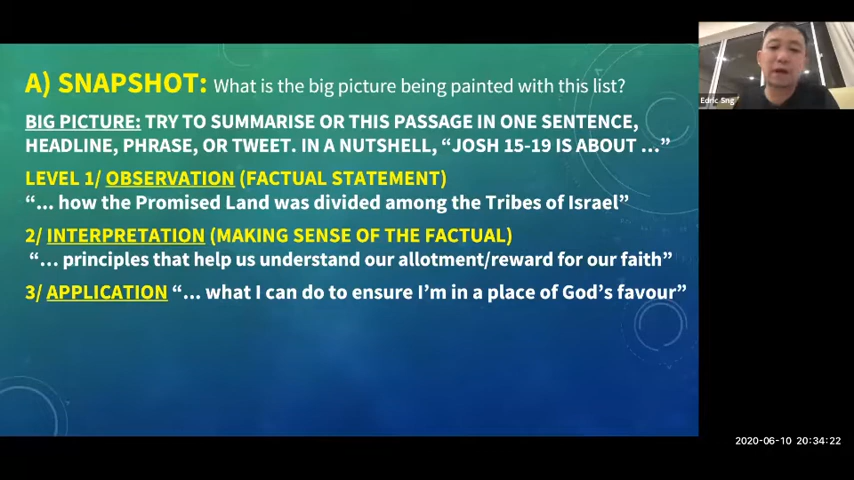 A) SNAPSHOT: What is the big picture being painted with this list?
BIG PICTURE: TRY TO SUMMARISE OR THIS PASSAGE IN ONE SENTENCE,
HEADLINE, PHRASE, OR TWEET. IN A NUTSHELL, “JOSH 15-19 IS ABOUT …”
LEVEL 1/ OBSERVATION (FACTUAL STATEMENT)
“… how the Promised Land was divided among the Tribes of Israel”
2/ INTERPRETATION (MAKING SENSE OF THE FACTUAL)
“… principles that help us understand our allotment/reward for our faith”
3/ APPLICATION “… what I can do to ensure I’m in a place of God’s favour”
Edric Sng
2020-06-10 20:34:22